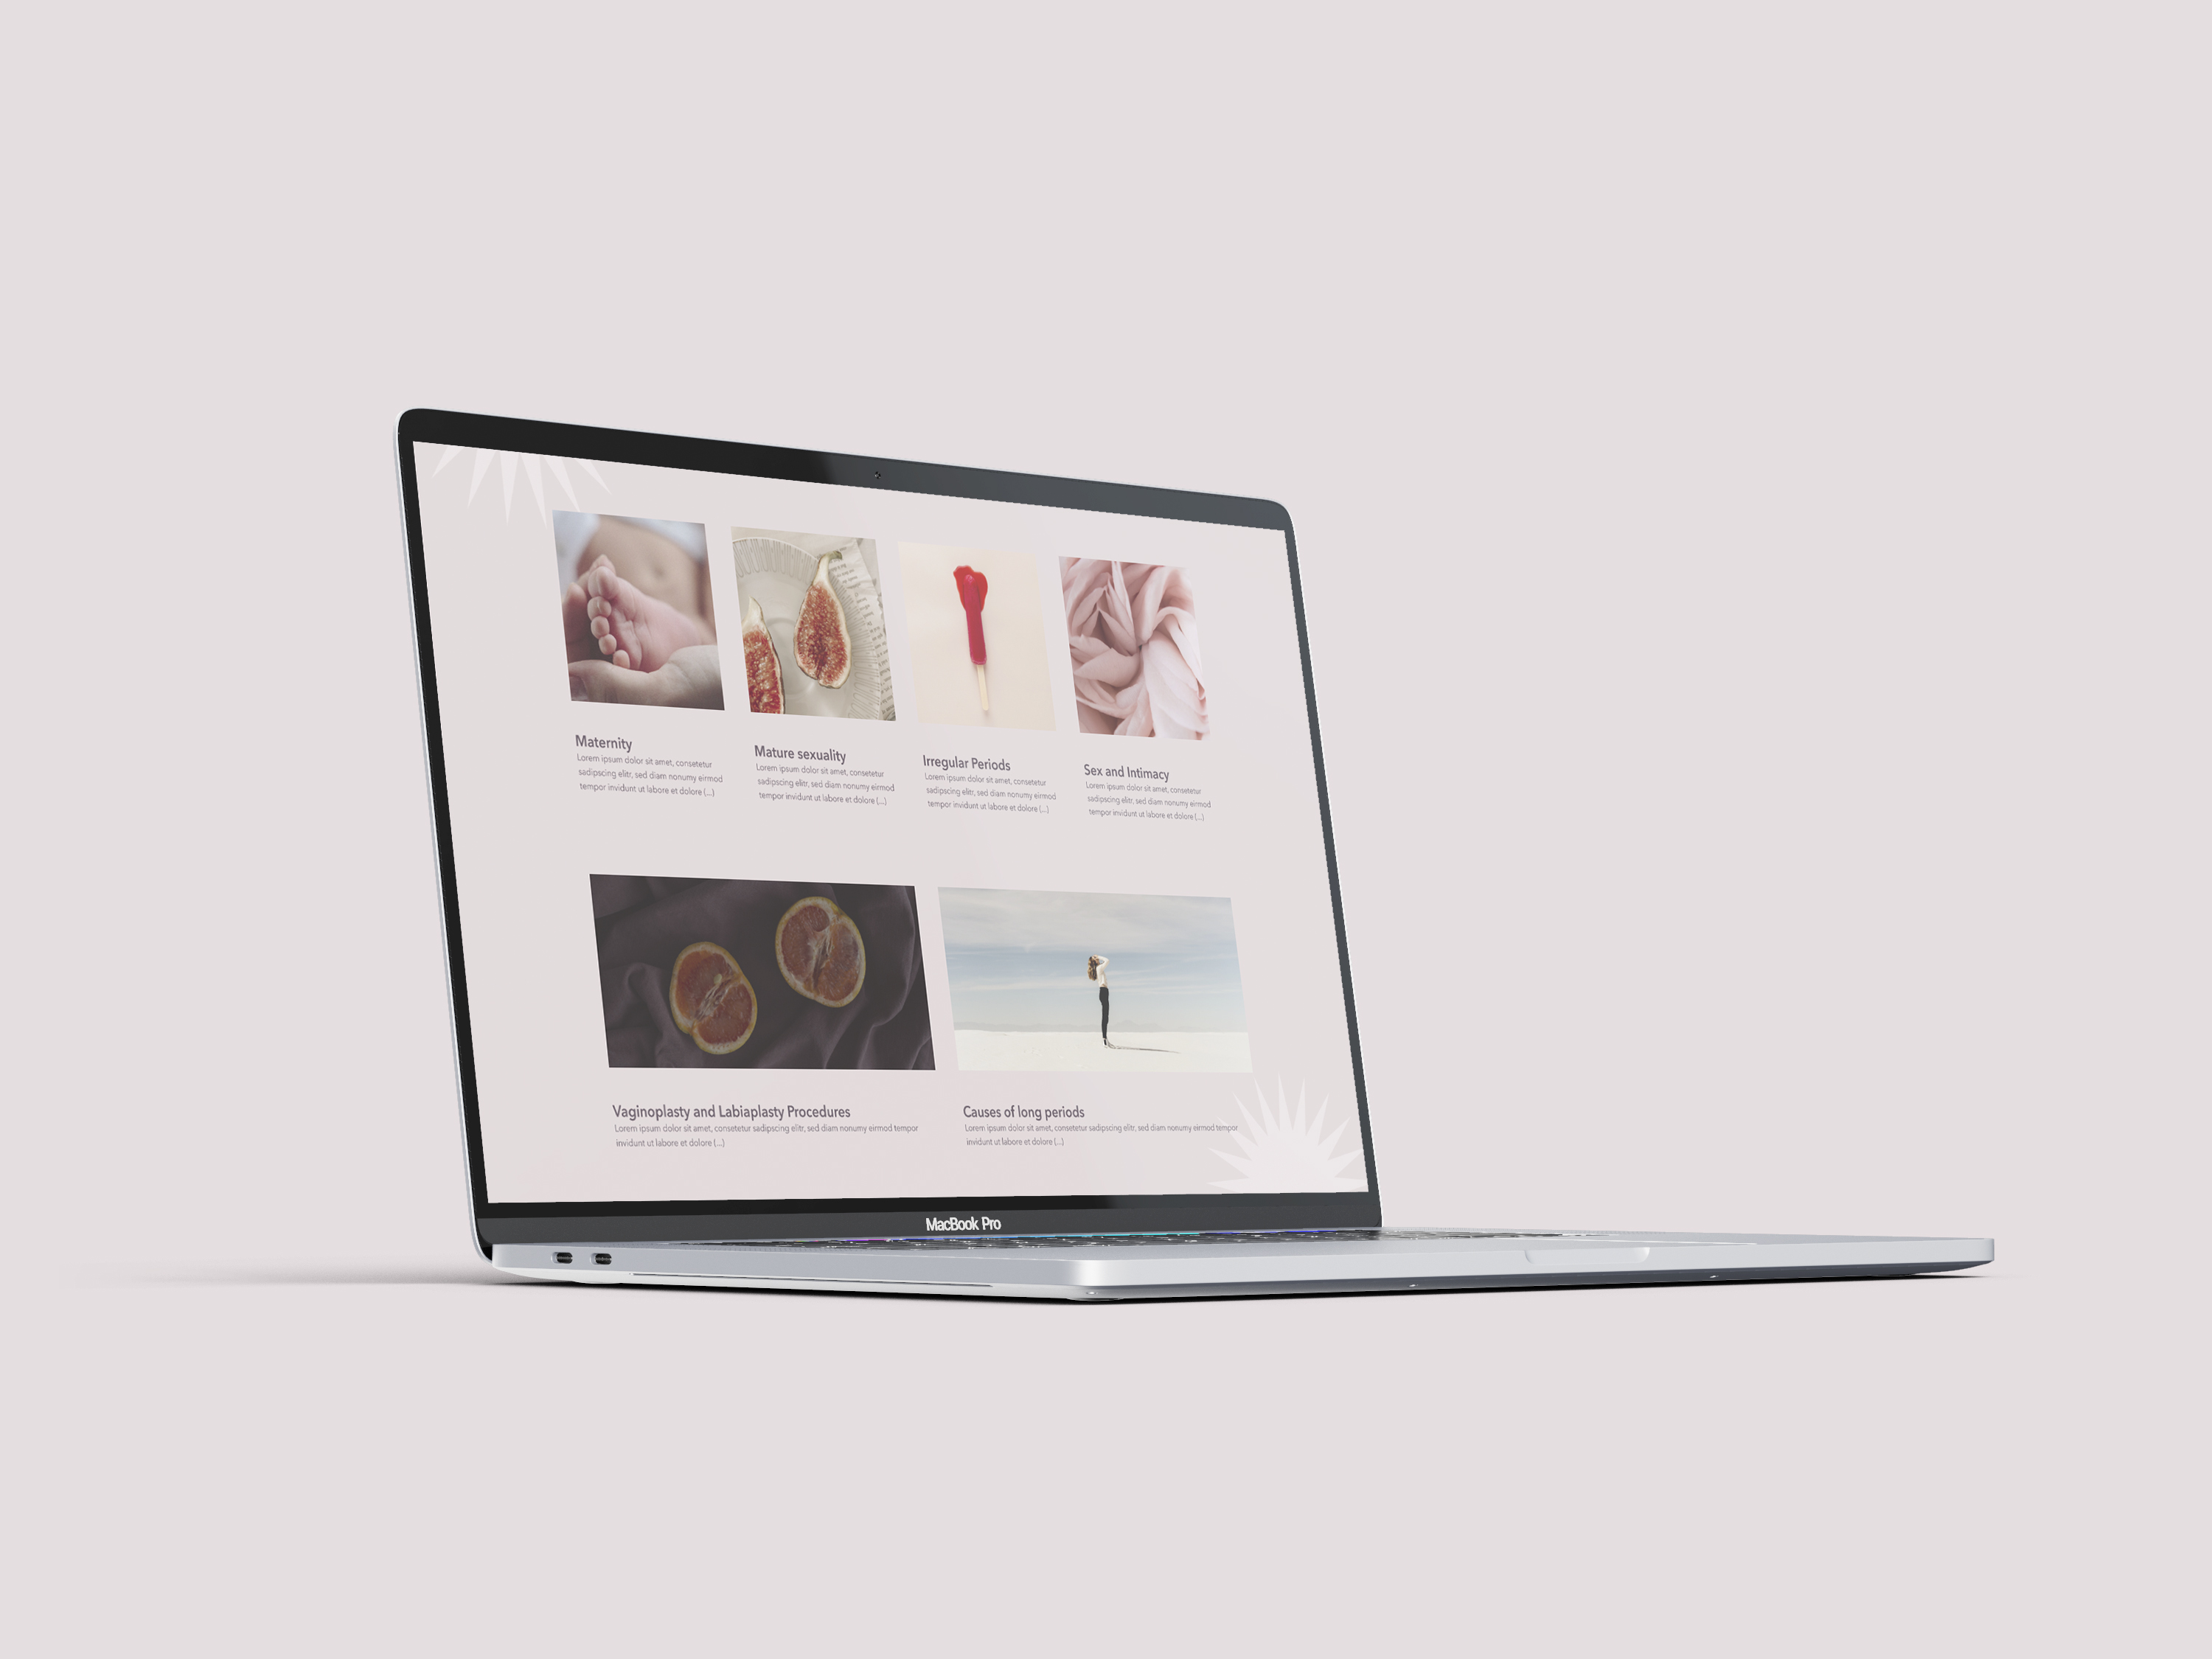 Maternity
Lorem ipsum dolor sit amet, consetetur
sadipscing elitr, sed diam nonumy eirmod
tempor invidunt ut labore et dolore (...)
Mature sexuality
Lorem ipsum dolor sit amet, consetetur
sadipscing elitr, sed diam nonumy eirmod
tempor invidunt ut labore et dolore (...)
Irregular Periods
Lorem ipsum dolor sit amet, consetetur
sadipscing elitr, sed diam nonumy eirmod
tempor invidunt ut labore et dolore (...)
Sex and Intimacy
Lorem ipsum dolor sit amet, consetetur
sadipscing elitr, sed diam nonumy eirmod
tempor invidunt ut labore et dolore (...)
Vaginoplasty and Labiaplasty Procedures
Lorem ipsum dolor sit amet, consetetur sadipscing elitr, sed diam nonumy eirmod tempor
invidunt ut labore et dolore (...)
Causes of long periods
Lorem ipsum dolor sit amet, consetetur sadipscing elitr, sed diam nonumy eirmod tempor
invidunt ut labore et dolore (...)
MacBook Pro